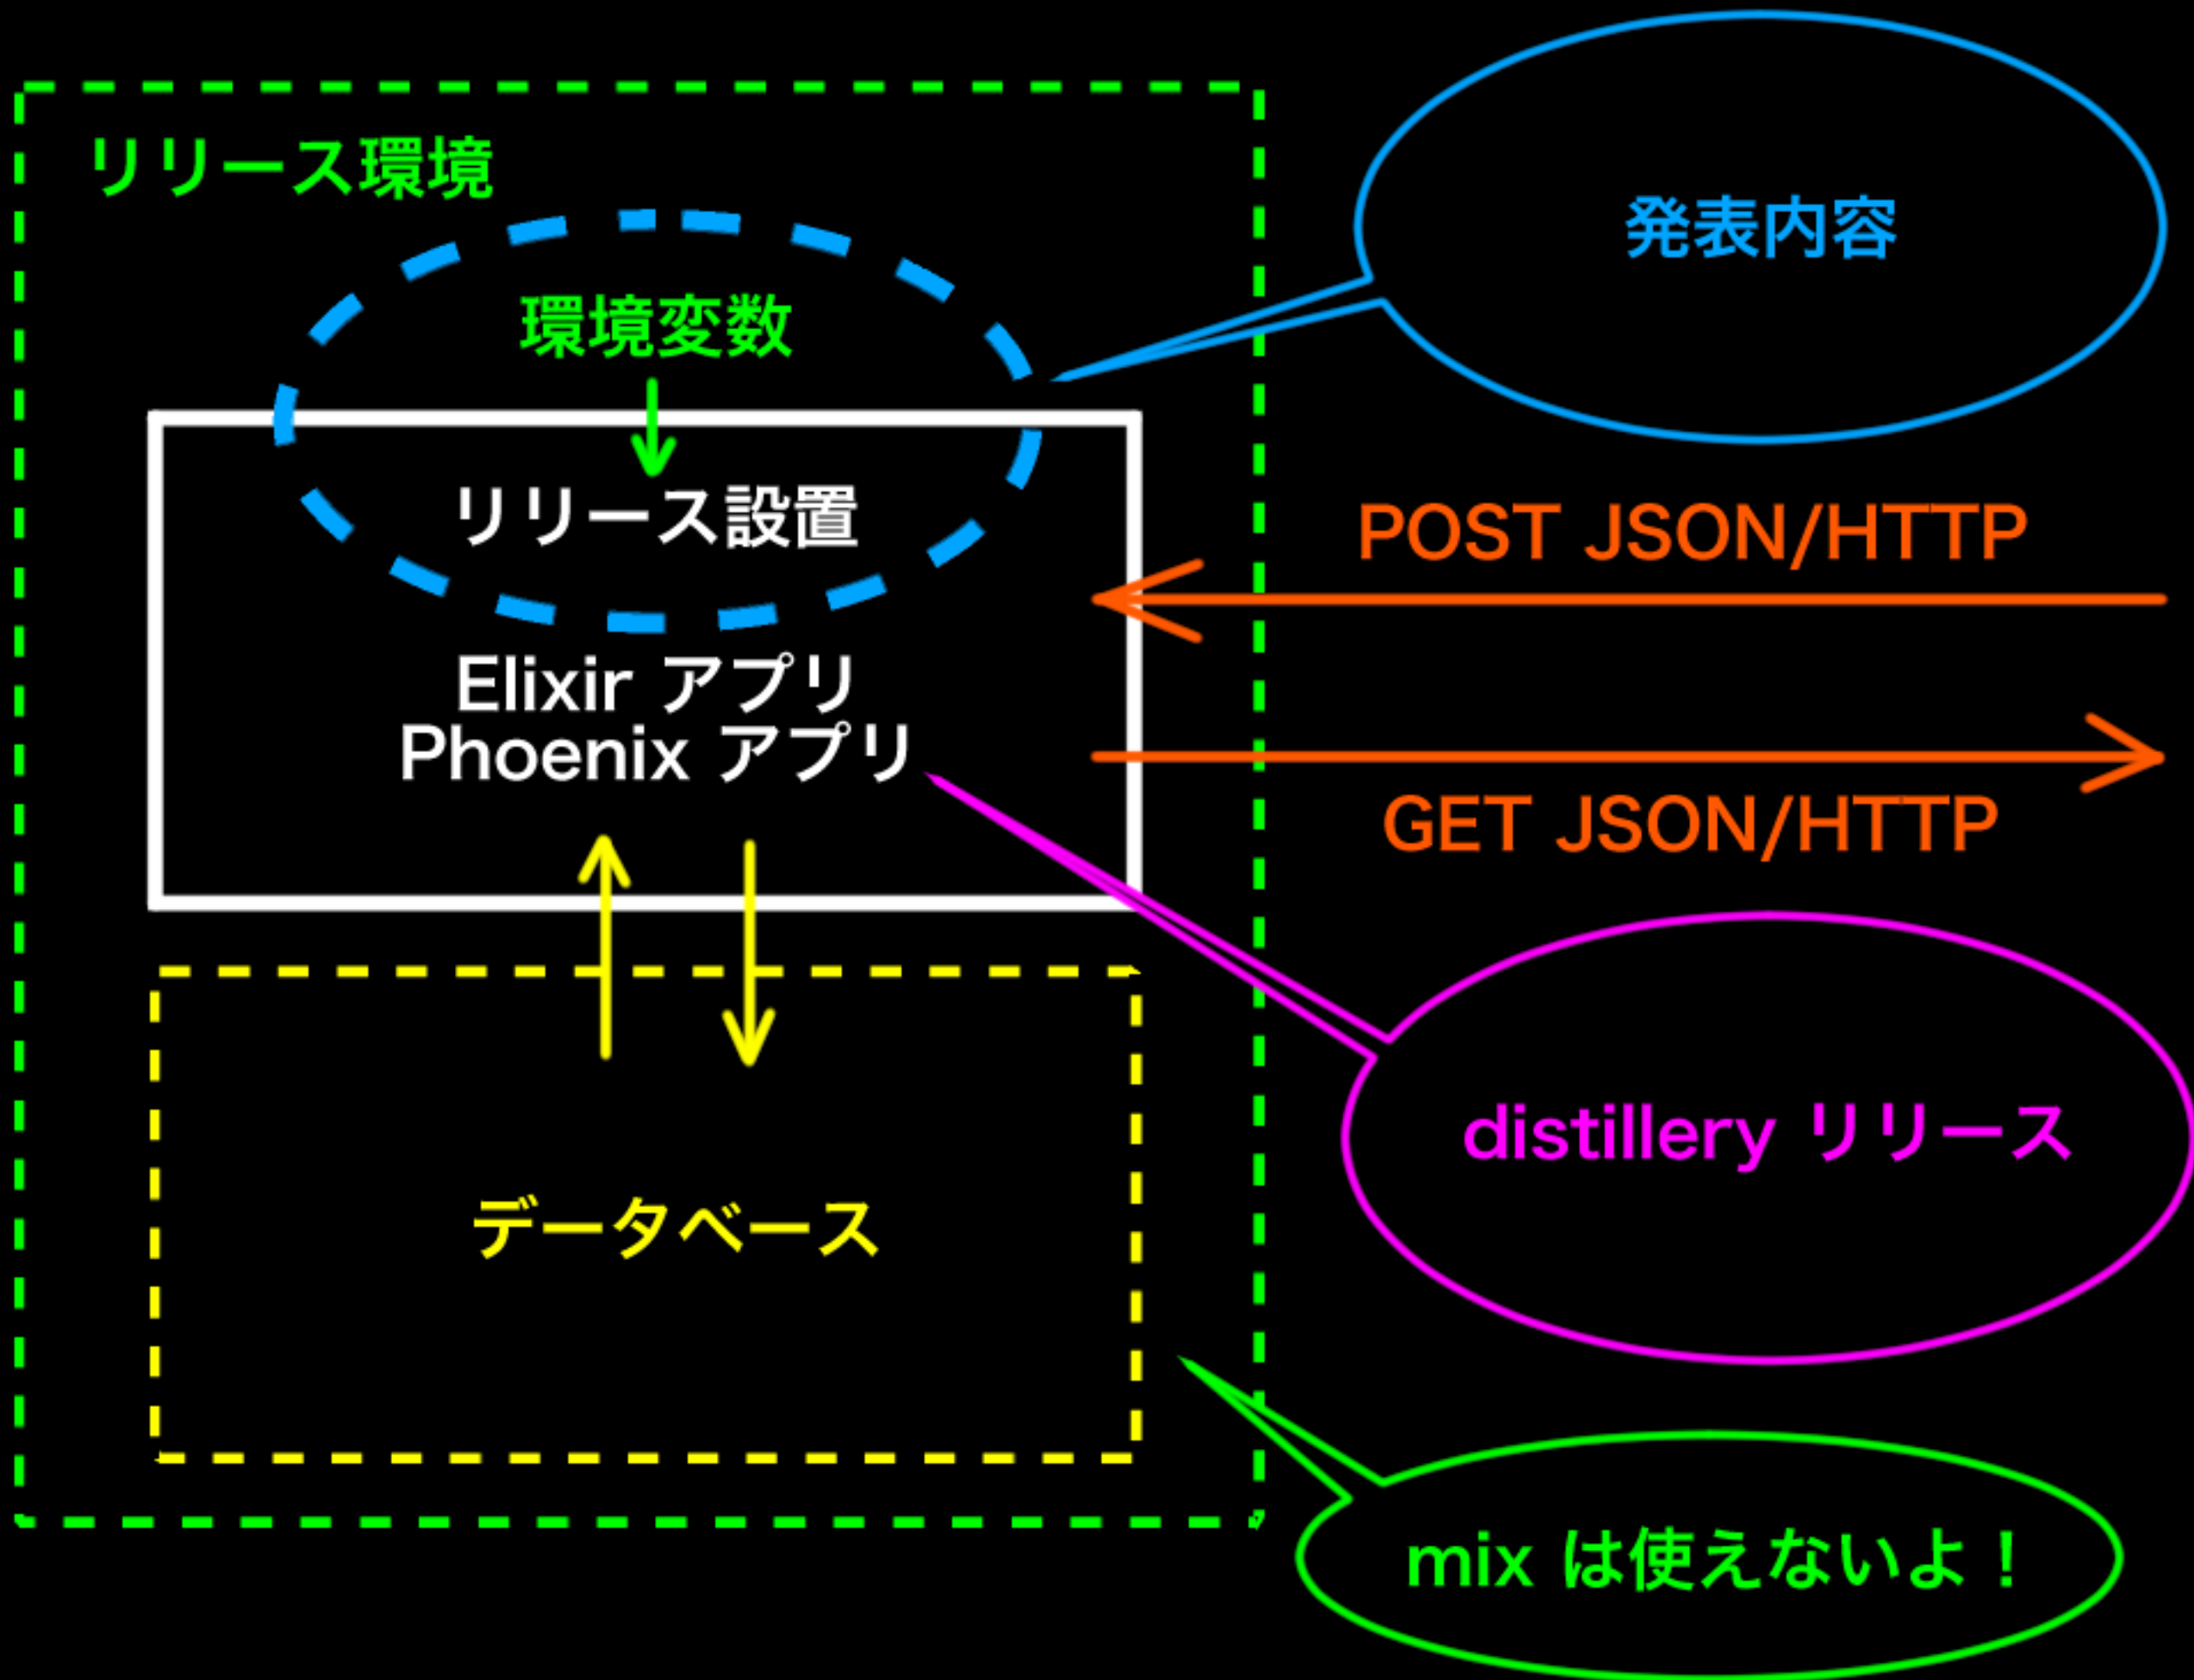 リリース環境
発表内容
環境変数
リリース設置
POST JSON/HTTP
Elixir アプリ
Phoenix アプリ
GET JSON/HTTP
distillery リリース
データベース
mix は使えないよ！